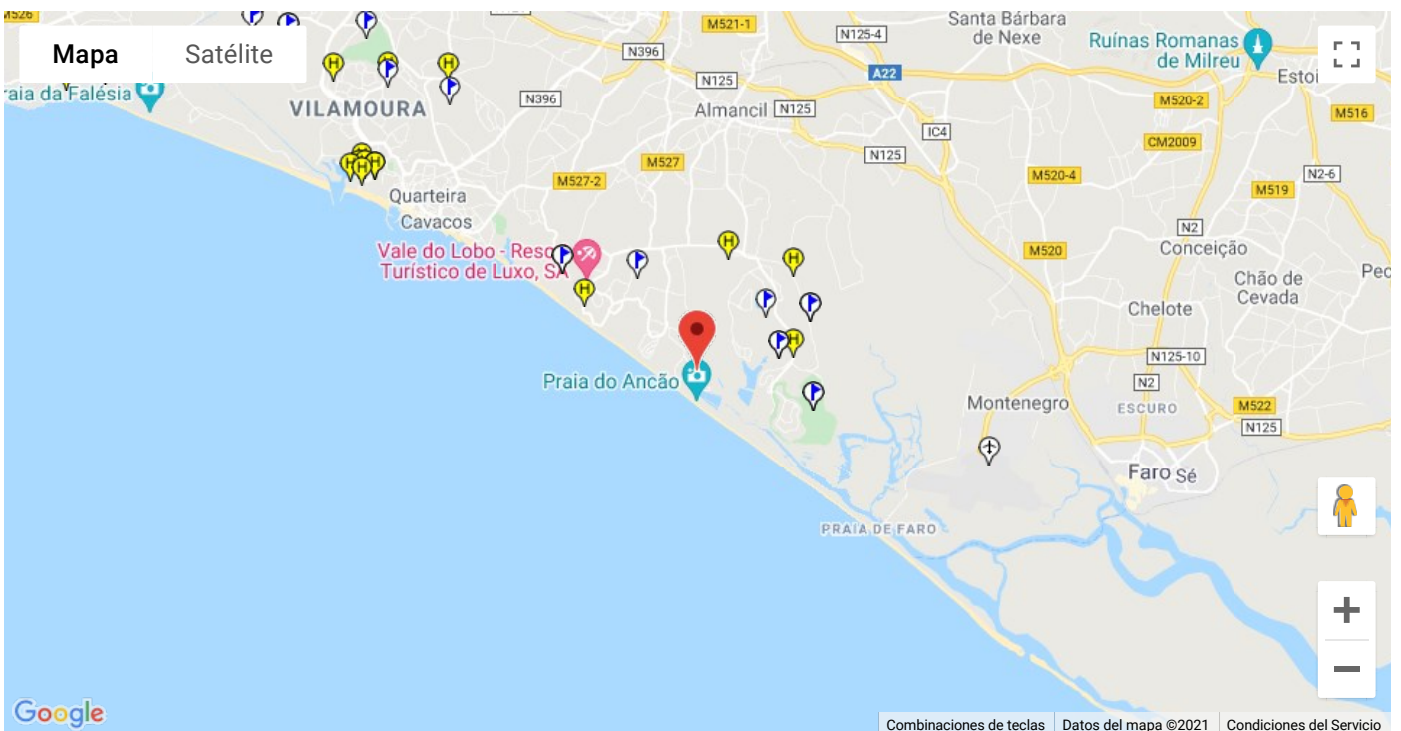 M526
M521-1
Santa Bárbara
de Nexe
N125-4
Ruínas Romanas
de Milreu
Mapa
Satélite
N396
A22
Estoi
N125
raia da Falésia
N396
M520-2
VILAMOURA
Almancil
N125
M516
IC4
CM2009
N125
M527
M520-4
N2-6
M527-2
M519
Quarteira
Cavacos
N2
Conceição
Vale do Lobo - Reso
Turístico de Luxo, SA
M520
Chão de
Cevada
Pec
Chelote
N125-10
Praia do Ancão
N2
Montenegro
ESCURO
M522
N125
Faro
Sé
PRAIA DE FARO
Google
Combinaciones de teclas
Datos del mapa ©2021
Condiciones del Servicio
H
H
H
H
H
H
H
H
H
H